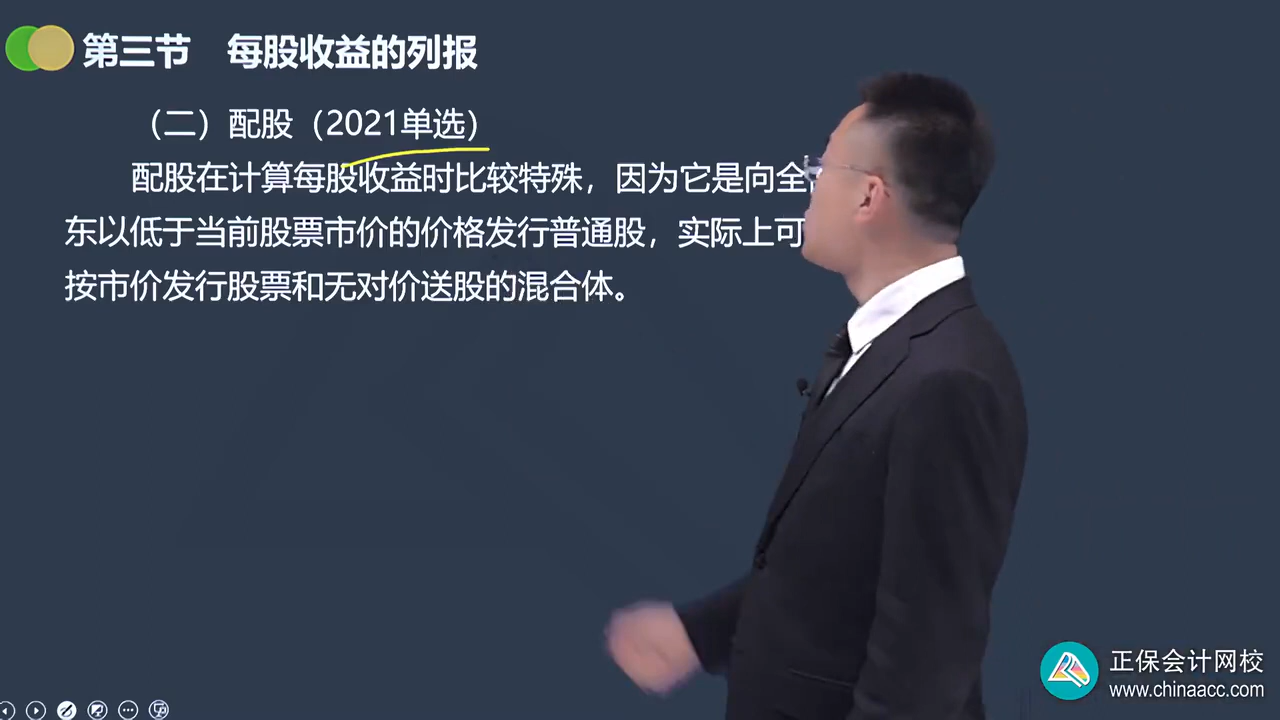 第三节 每股收益的列报
（二）配股（2021单选）
配股在计算每股收益时比较特殊，因为它是向全
东以低于当前股票市价的价格发行普通股，实际上可
按市价发行股票和无对价送股的混合体。
正保会计网校
www.chinaacc.com